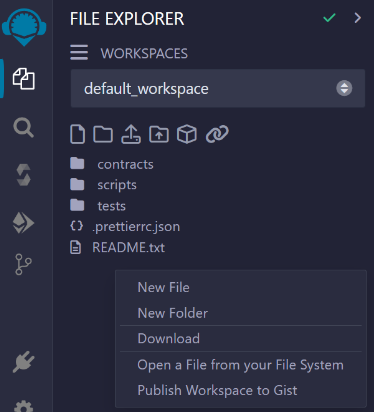 FILE EXPLORER
WORKSPACES
default_workspace
contracts
scripts
tests
.prettierrc.json
README.txt
New File
New Folder
Download
Open a File from your File System
Publish Workspace to Gist